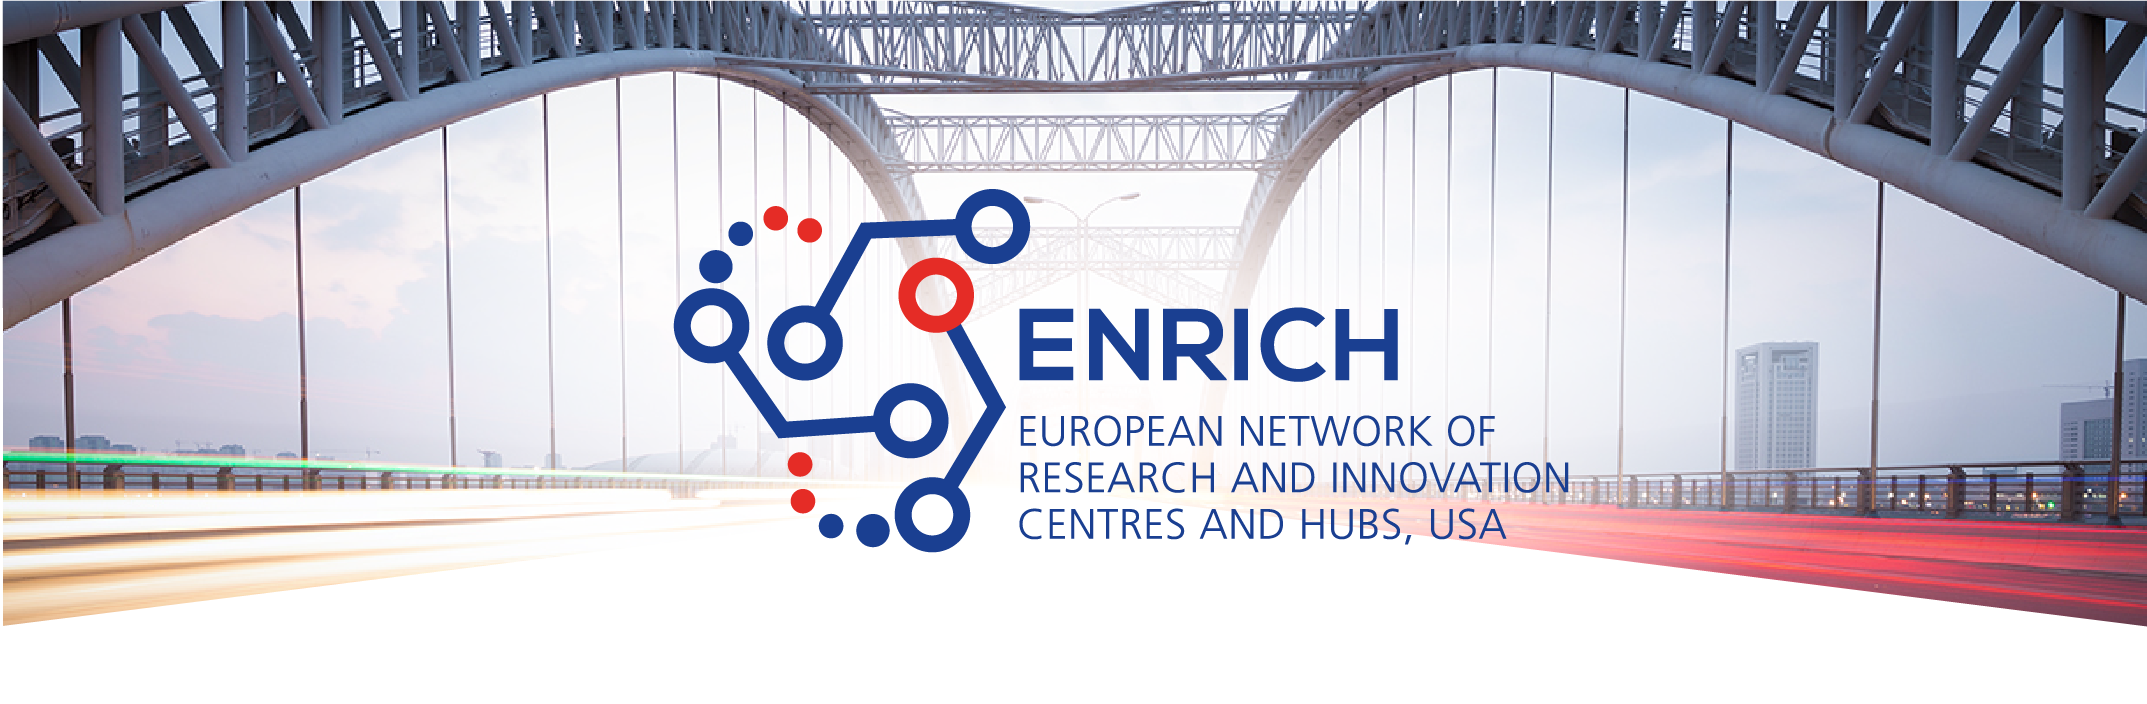 ENRICH
EUROPEAN NETWORK OF
RESEARCH AND INNOVATION
CENTRES AND HUBS, USA